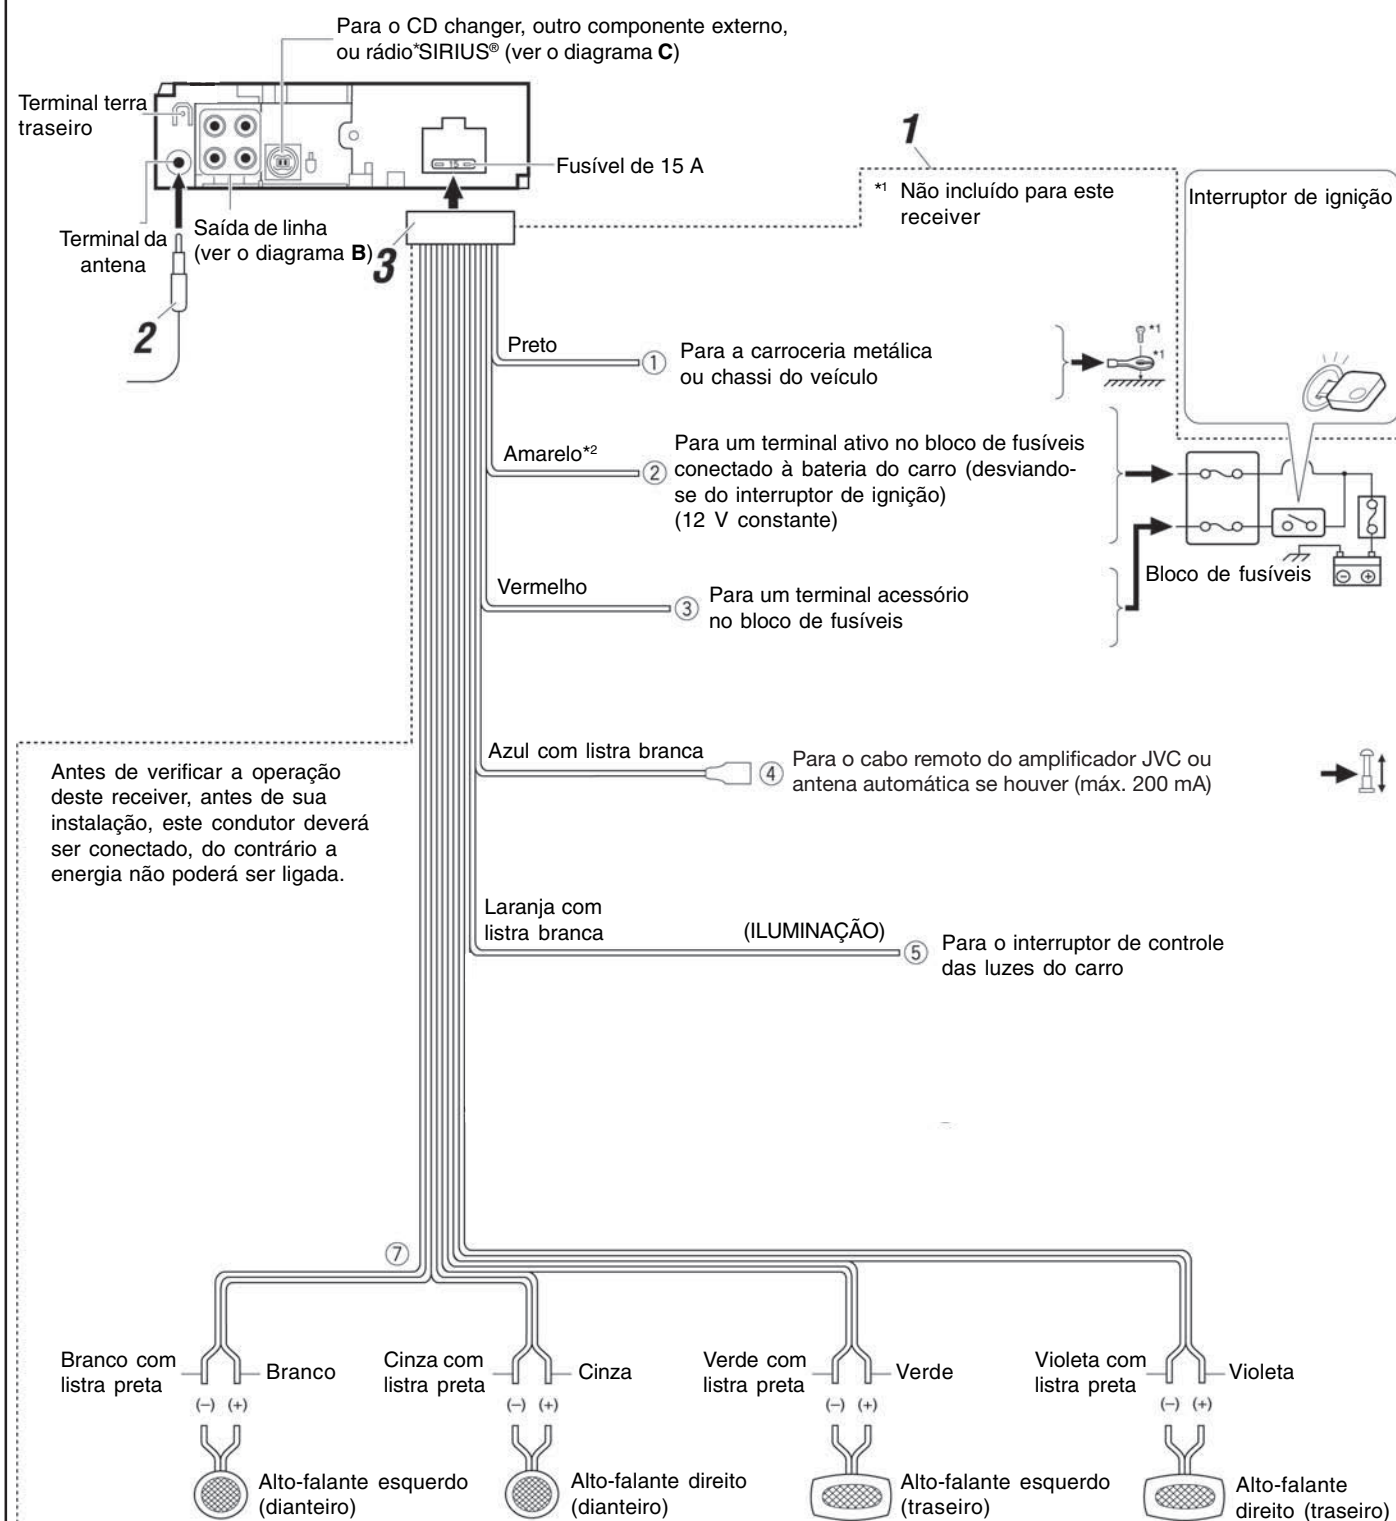 Para o CD changer, outro componente externo,
ou rádio*SIRIUS® (ver o diagrama C)
Terminal terra
traseiro
15
Fusível de 15 A
Terminal da
antena
Saída de linha
(ver o diagrama B)
3
2
1
*1 Não incluído para este
receiver
Interruptor de ignição
Preto
1 Para a carroceria metálica
ou chassi do veículo
*1
*1
Amarelo*2
2 Para um terminal ativo no bloco de fusíveis
conectado à bateria do carro (desviando-
se do interruptor de ignição)
(12 V constante)
Bloco de fusíveis
Vermelho
3 Para um terminal acessório
no bloco de fusíveis
Azul com listra branca
4 Para o cabo remoto do amplificador JVC ou
antena automática se houver (máx. 200 mA)
Antes de verificar a operação
deste receiver, antes de sua
instalação, este condutor deverá
ser conectado, do contrário a
energia não poderá ser ligada.
Laranja com
listra branca
(ILUMINAÇÃO)
5 Para o interruptor de controle
das luzes do carro
7
Branco com
listra preta
Branco
(–) (+)
Alto-falante esquerdo
(dianteiro)
Cinza com
listra preta
Cinza
(–) (+)
Alto-falante direito
(dianteiro)
Verde com
listra preta
Verde
(–) (+)
Alto-falante esquerdo
(traseiro)
Violeta com
listra preta
Violeta
(–) (+)
Alto-falante
direito (traseiro)